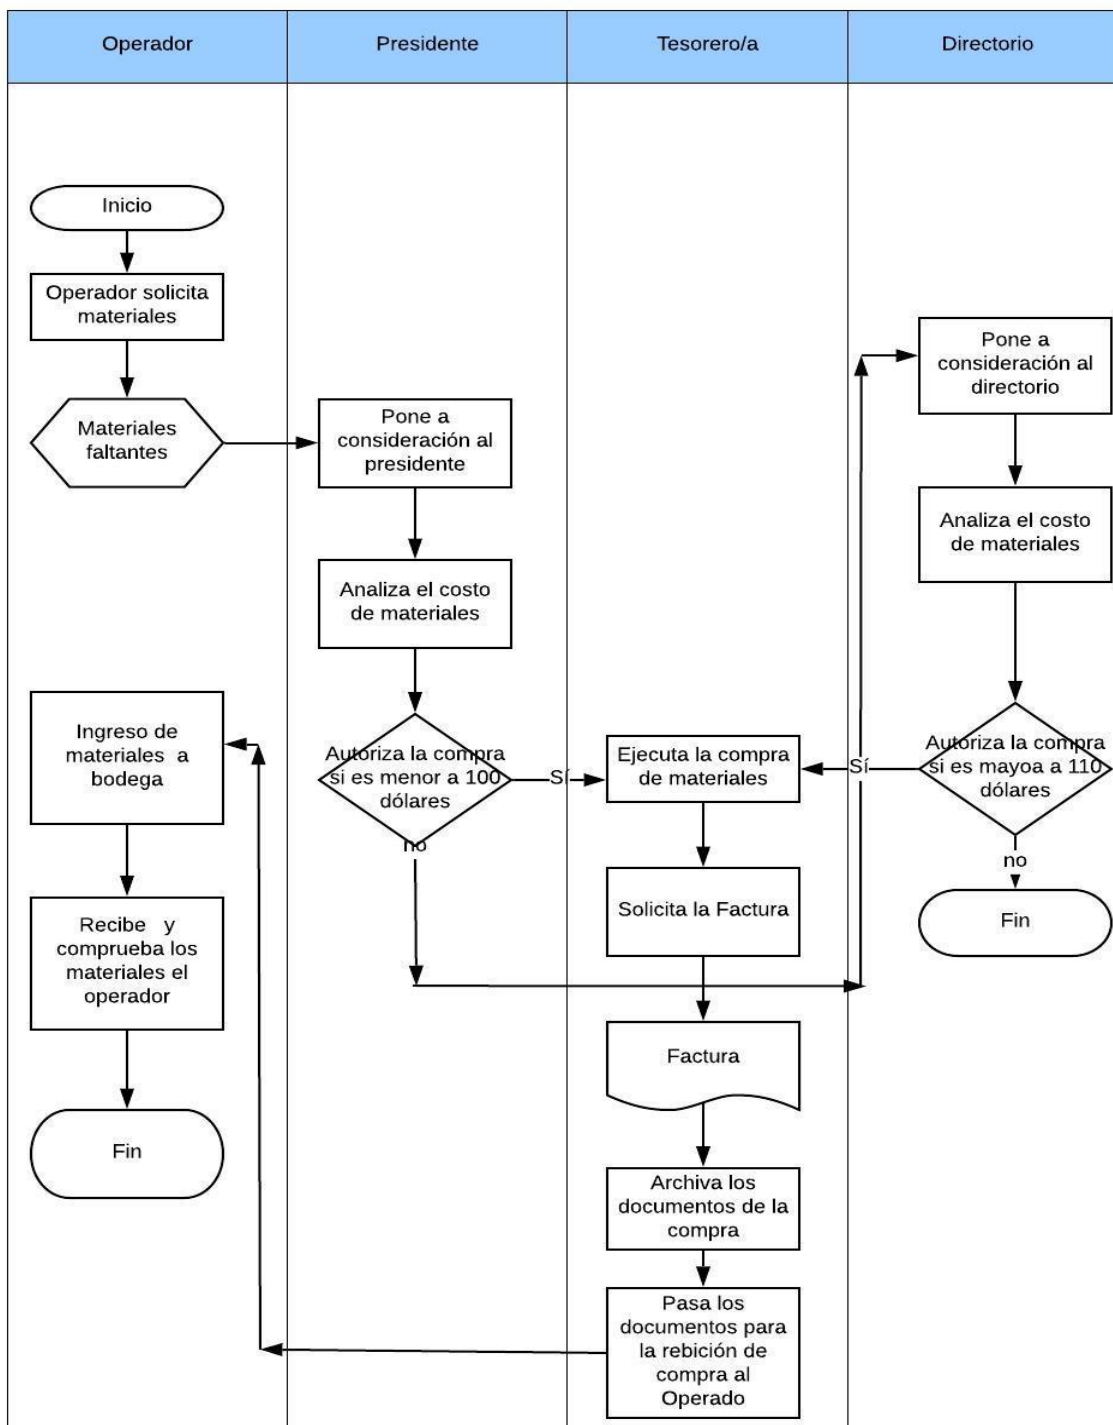 Operador
Presidente
Tesorero/a
Directorio
Inicio
Operador solicita
materiales
Materiales
faltantes
Pone a
consideración al
presidente
Analiza el costo
de materiales
Autoriza la compra
si es menor a 100
dólares
Sí
no
Pone a
consideración al
directorio
Analiza el costo
de materiales
Autoriza la compra
si es mayoa a 110
dólares
Sí
no
Fin
Ejecuta la compra
de materiales
Solicita la Factura
Factura
Archiva los
documentos de la
compra
Pasa los
documentos para
la rebición de
compra al
Operado
Ingreso de
materiales a
bodega
Recibe y
comprueba los
materiales el
operador
Fin